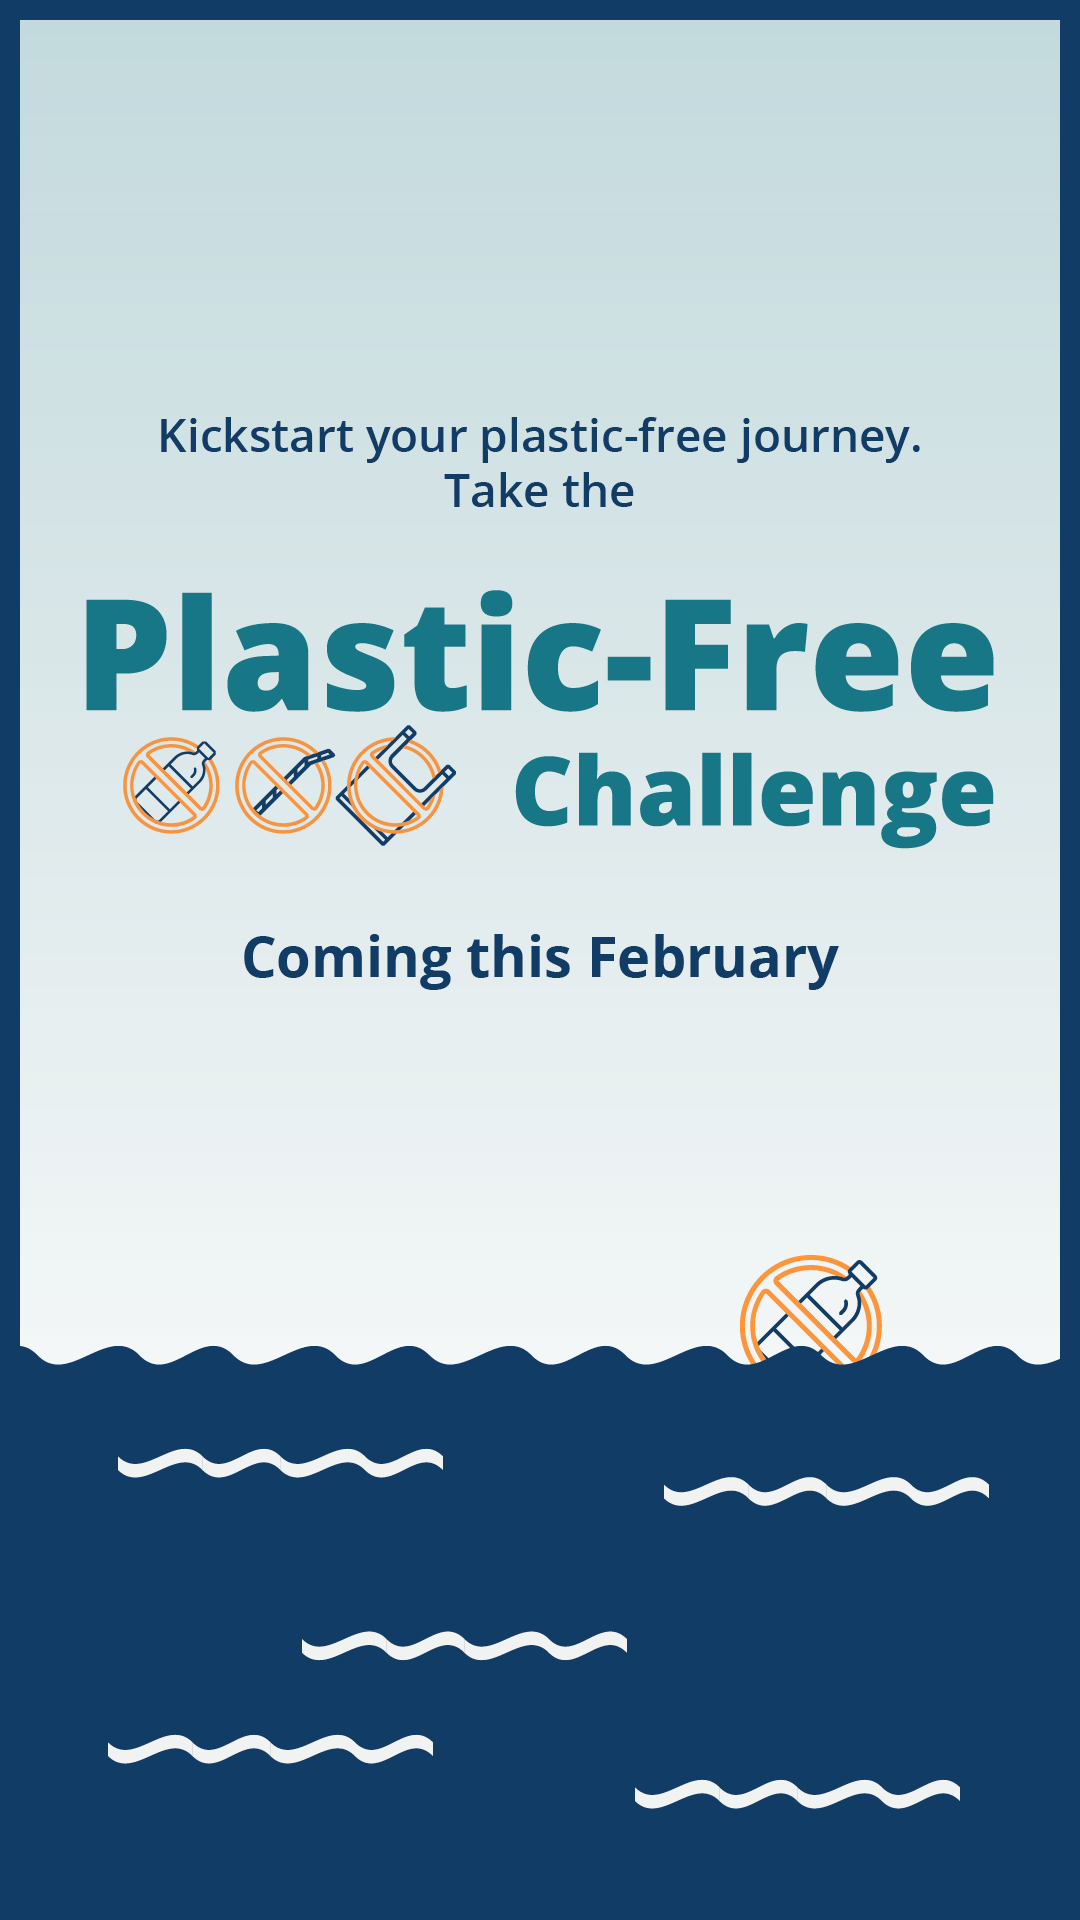 Kickstart your plastic-free journey.
Take the
Plastic-Free
Challenge
Coming this February